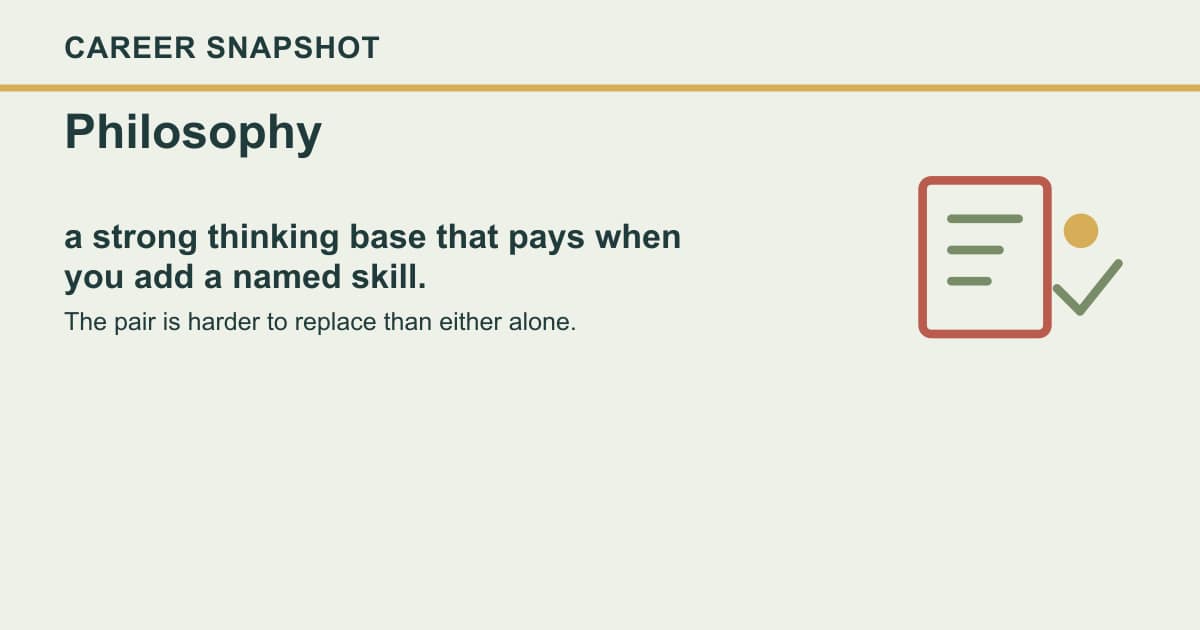 CAREER SNAPSHOT
Philosophy
a strong thinking base that pays when
you add a named skill.
The pair is harder to replace than either alone.